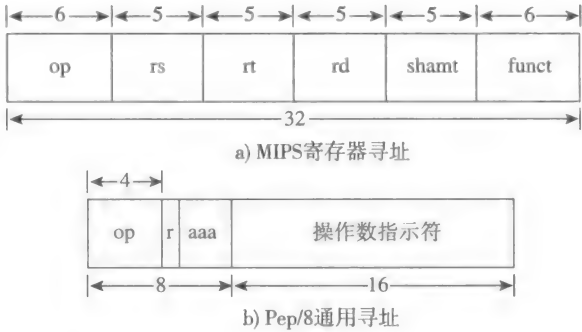 6 5 5 5 5 6
op rs rt rd shamt funct
32
a) MIPS寄存器寻址
4
op r aaa 操作数指示符
8 16
b) Pep/8通用寻址